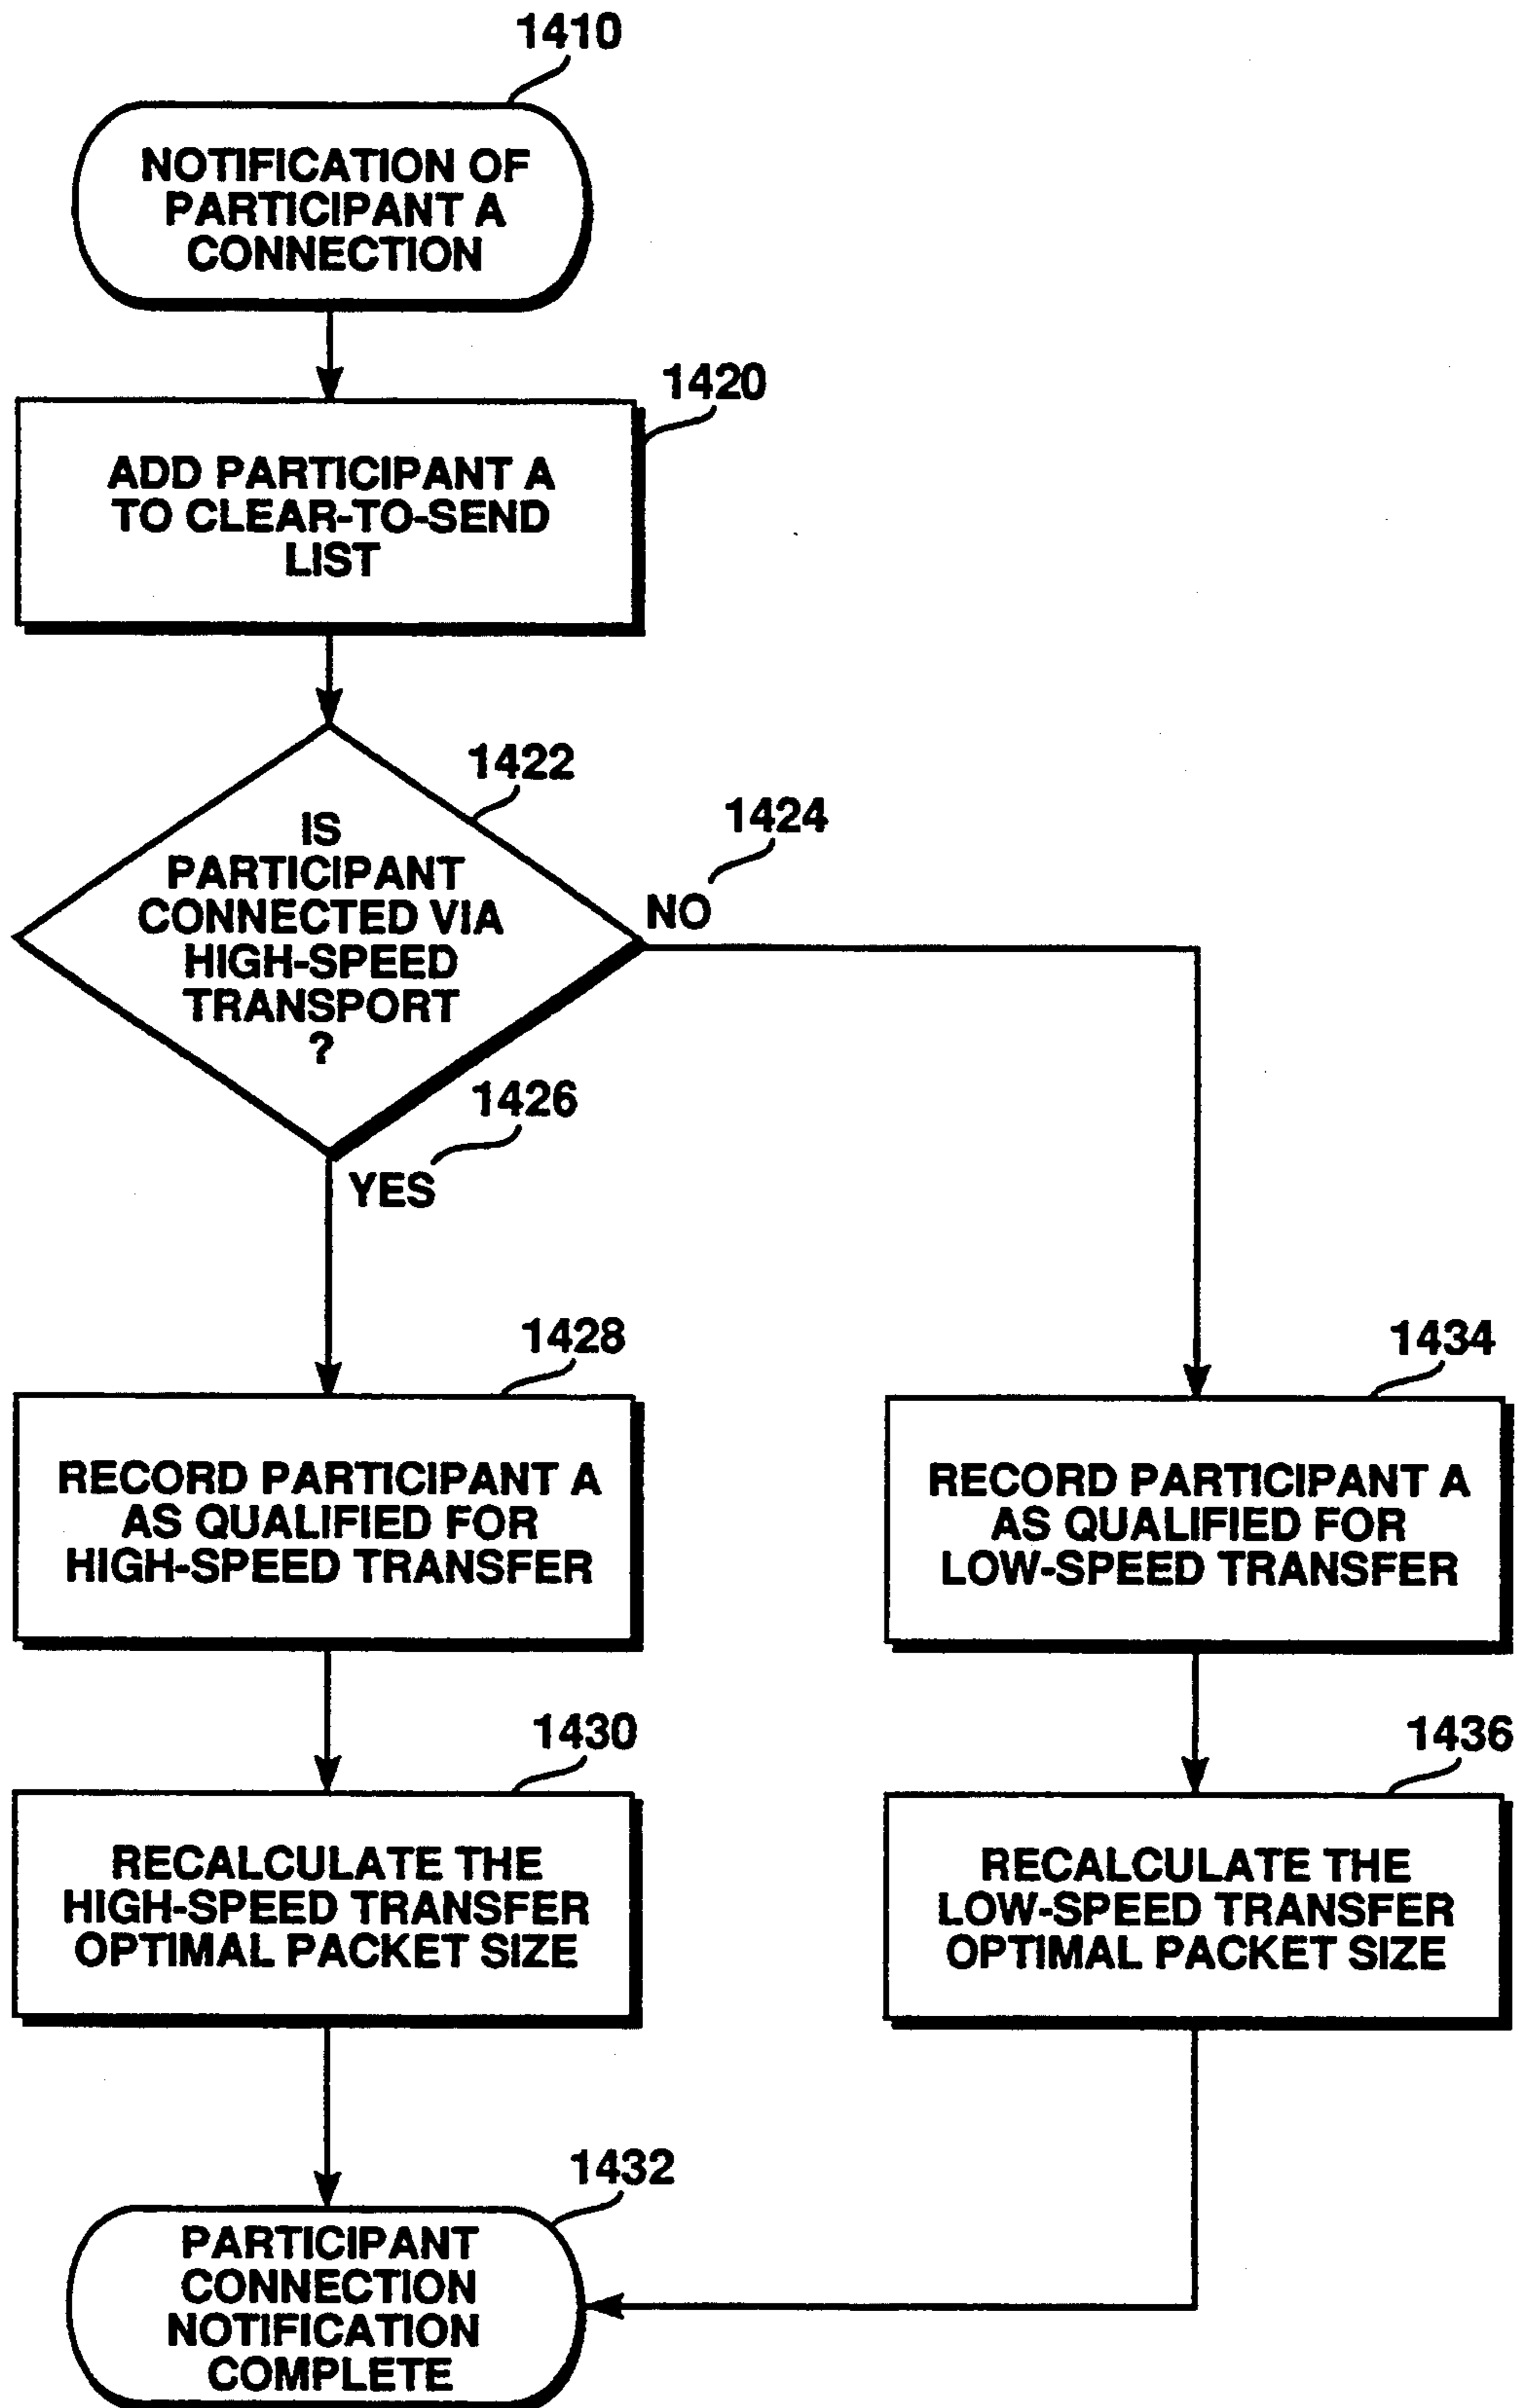 1410
NOTIFICATION OF
PARTICIPANT A
CONNECTION
1420
ADD PARTICIPANT A
TO CLEAR-TO-SEND
LIST
1422
IS
PARTICIPANT
CONNECTED VIA
HIGH-SPEED
TRANSPORT
?
1424
NO
1426
YES
1428
RECORD PARTICIPANT A
AS QUALIFIED FOR
HIGH-SPEED TRANSFER
1434
RECORD PARTICIPANT A
AS QUALIFIED FOR
LOW-SPEED TRANSFER
1430
RECALCULATE THE
HIGH-SPEED TRANSFER
OPTIMAL PACKET SIZE
1436
RECALCULATE THE
LOW-SPEED TRANSFER
OPTIMAL PACKET SIZE
1432
PARTICIPANT
CONNECTION
NOTIFICATION
COMPLETE